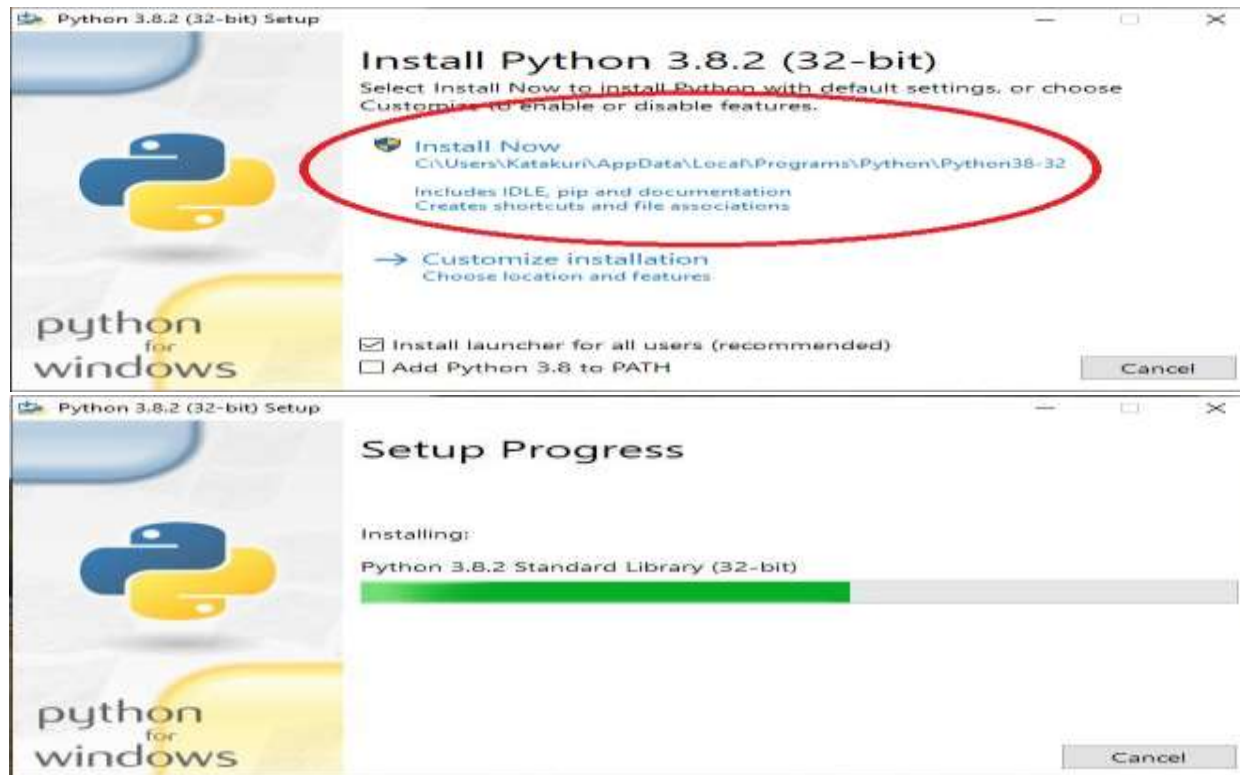 Python 3.8.2 (32-bit) Setup
Install Python 3.8.2 (32-bit)
Select Install Now to install Python with default settings, or choose
Customize to enable or disable features.
Install Now
C:\Users\Katakuri\AppData\Local\Programs\Python\Python38-32
Includes IDLE, pip and documentation
Creates shortcuts and file associations
Customize installation
Choose location and features
Install launcher for all users (recommended)
Add Python 3.8 to PATH
Cancel
python
for
windows
Python 3.8.2 (32-bit) Setup
Setup Progress
Installing:
Python 3.8.2 Standard Library (32-bit)
python
for
windows
Cancel